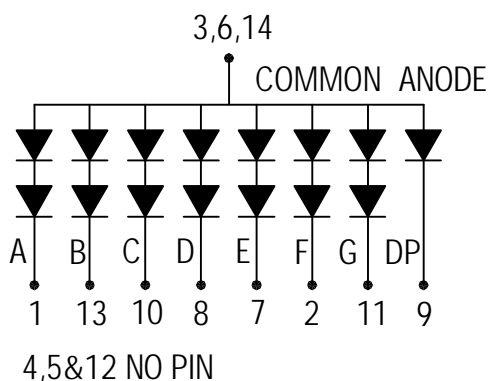 3,6,14
COMMON ANODE
A B C D E F G DP
1 13 10 8 7 2 11 9
4,5&12 NO PIN